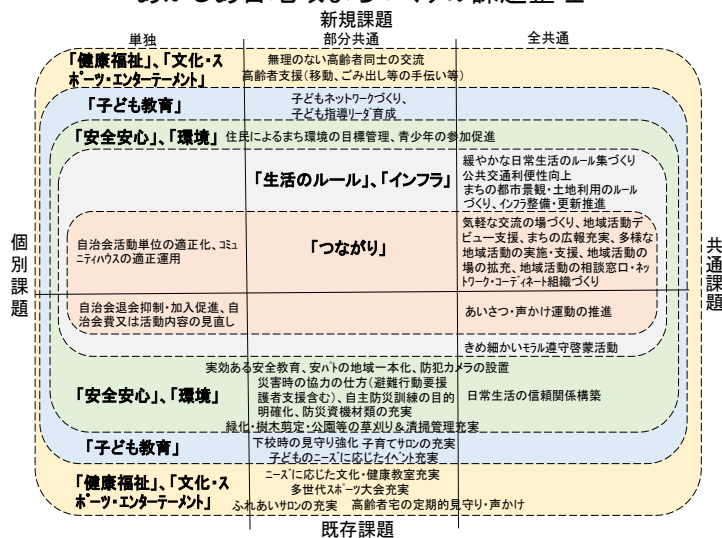 新規課題
単独
部分共通
全共通
「健康福祉」、「文化・ス
ポーツ・エンターテーメント」
無理のない高齢者同士の交流
高齢者支援(移動、ごみ出し等の手伝い等)
「子ども教育」
子どもネットワークづくり、
子ども指導リーダ育成
「安全安心」、「環境」
住民によるまち環境の目標管理、青少年の参加促進
「生活のルール」、「インフラ」
緩やかな日常生活のルール集づくり
公共交通利便性向上
まちの都市景観・土地利用のルール
づくり、インフラ整備・更新推進
自治会活動単位の適正化、コミュ
ニティハウスの適正運用
「つながり」
気軽な交流の場づくり、地域活動デ
ビュー支援、まちの広報充実、多様な
地域活動の実施・支援、地域活動の
場の拡充、地域活動の相談窓口・ネッ
トワーク・コーディネート組織づくり
個別課題
共通課題
自治会退会抑制・加入促進、自
治会費又は活動内容の見直し
あいさつ・声かけ運動の推進
きめ細かいモラル遵守啓蒙活動
実効ある安全教育、安パトの地域一本化、防犯カメラの設置
「安全安心」、「環境」
災害時の協力の仕方(避難行動要援
護者支援含む)、自主防災訓練の目的
明確化、防災資機材類の充実
日常生活の信頼関係構築
緑化・樹木剪定・公園等の草刈り&清掃管理充実
「子ども教育」
下校時の見守り強化 子育てサロンの充実
子どものニーズに応じたイベント充実
「健康福祉」、「文化・ス
ポーツ・エンターテーメント」
ニーズに応じた文化・健康教室充実
多世代スポーツ大会充実
ふれあいサロンの充実
高齢者宅の定期的見守り・声かけ
既存課題